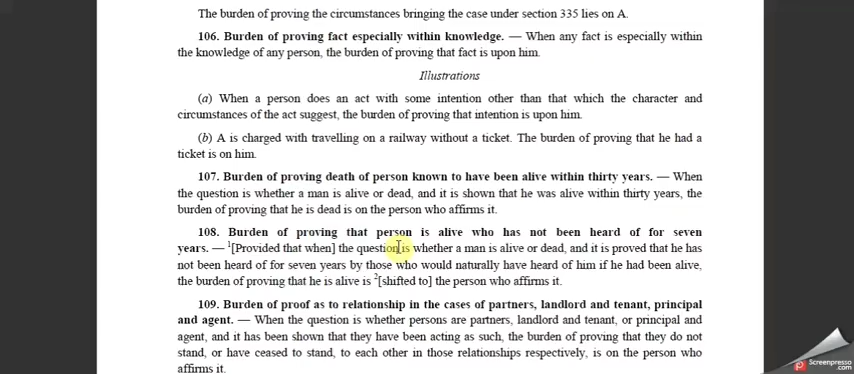 The burden of proving the circumstances bringing the case under section 335 lies on A.
106. Burden of proving fact especially within knowledge. — When any fact is especially within
the knowledge of any person, the burden of proving that fact is upon him.
Illustrations
(a) When a person does an act with some intention other than that which the character and
circumstances of the act suggest, the burden of proving that intention is upon him.
(b) A is charged with travelling on a railway without a ticket. The burden of proving that he had a
ticket is on him.
107. Burden of proving death of person known to have been alive within thirty years. — When
the question is whether a man is alive or dead, and it is shown that he was alive within thirty years, the
burden of proving that he is dead is on the person who affirms it.
108. Burden of proving that person is alive who has not been heard of for seven
years. — 1[Provided that when] the question is whether a man is alive or dead, and it is proved that he has
not been heard of for seven years by those who would naturally have heard of him if he had been alive,
the burden of proving that he is alive is 2[shifted to] the person who affirms it.
109. Burden of proof as to relationship in the cases of partners, landlord and tenant, principal
and agent. — When the question is whether persons are partners, landlord and tenant, or principal and
agent, and it has been shown that they have been acting as such, the burden of proving that they do not
stand, or have ceased to stand, to each other in those relationships respectively, is on the person who
affirms it.
Screenpresso
.com